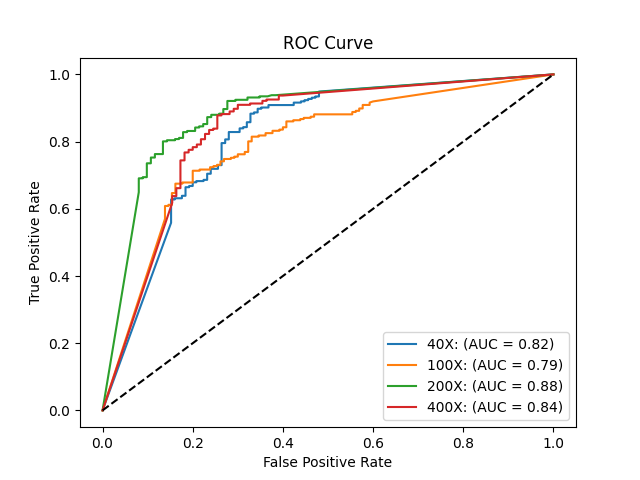 ROC Curve
True Positive Rate
1.0
0.8
0.6
0.4
0.2
0.0
40X: (AUC = 0.82)
100X: (AUC = 0.79)
200X: (AUC = 0.88)
400X: (AUC = 0.84)
0.0 0.2 0.4 0.6 0.8 1.0
False Positive Rate